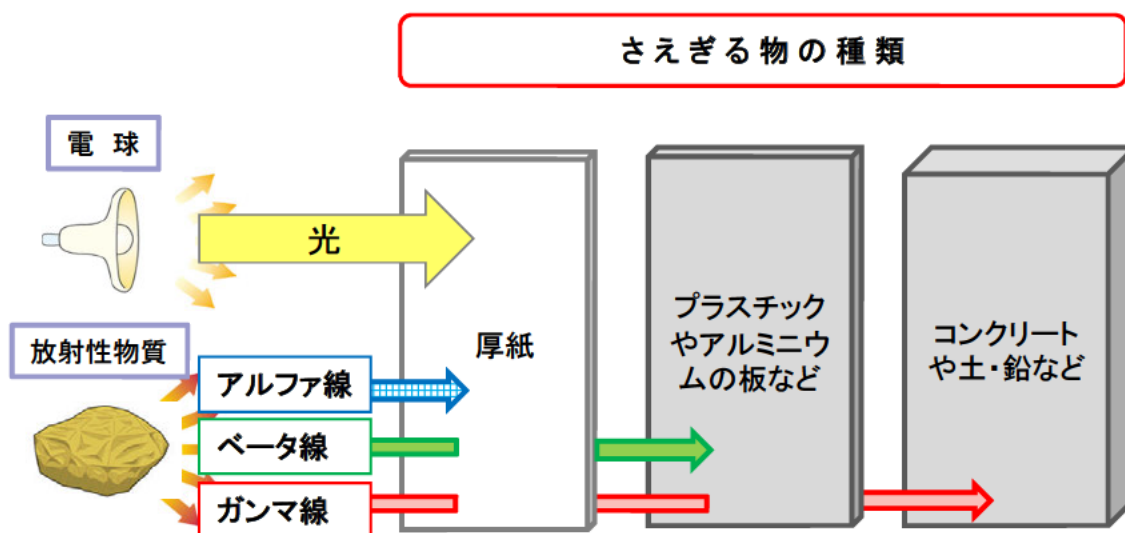 さえぎる物の種類
電 球
光
放射性物質
アルファ線
ベータ線
ガンマ線
厚紙
プラスチック
やアルミニウ
ムの板など
コンクリート
や土・鉛など